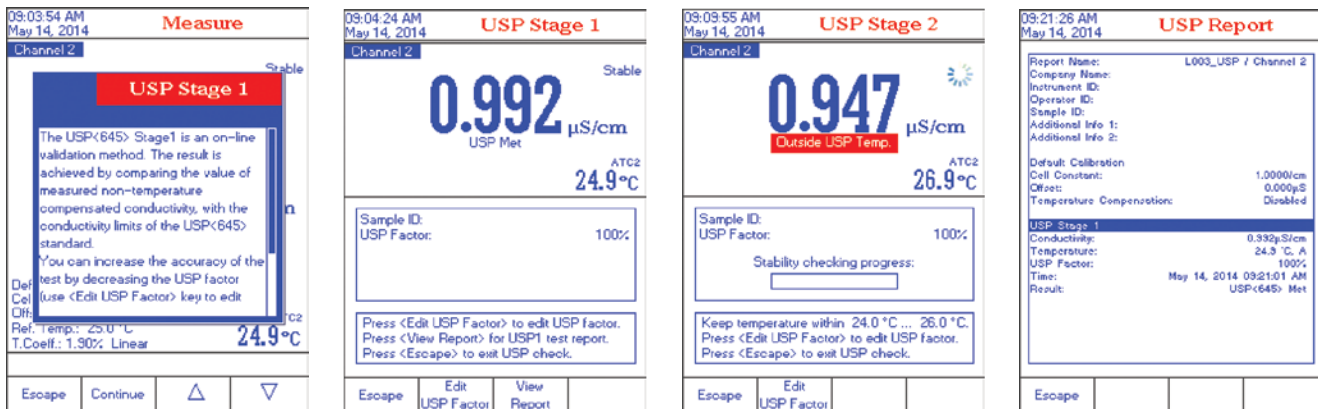 09:03:54 AM
May 14, 2014
Measure
Channel 2
Stable
USP Stage 1
The USP<645> Stage1 is an on-line
validation method. The result is
achieved by comparing the value of
measured non-temperature
compensated conductivity, with the
conductivity limits of the USP<645>
standard.
You can increase the accuracy of the
test by decreasing the USP factor
(use <Edit USP Factor> key to edit
Ref. Temp.: 25.0 °C
T.Coeff.: 1.90% Linear
24.9°C
Escape Continue △ ▽
09:04:24 AM
May 14, 2014
USP Stage 1
Channel 2
Stable
0.992 µS/cm
USP Met
ATC2
24.9°C
Sample ID:
USP Factor: 100%
Press <Edit USP Factor> to edit USP factor.
Press <View Report> for USP1 test report.
Press <Escape> to exit USP check.
Escape Edit USP Factor View Report
09:09:55 AM
May 14, 2014
USP Stage 2
Channel 2
0.947 µS/cm
Outside USP Temp.
ATC2
26.9°C
Sample ID:
USP Factor: 100%
Stability checking progress:
Keep temperature within 24.0 °C ... 26.0 °C.
Press <Edit USP Factor> to edit USP factor.
Press <Escape> to exit USP check.
Escape Edit USP Factor
09:21:26 AM
May 14, 2014
USP Report
Report Name: L003_USP / Channel 2
Company Name:
Instrument ID:
Operator ID:
Sample ID:
Additional Info 1:
Additional Info 2:
Default Calibration
Cell Constant: 1.0000/cm
Offset: 0.000µS
Temperature Compensation: Disabled
USP Stage 1
Conductivity: 0.992µS/cm
Temperature: 24.9 °C, A
USP Factor: 100%
Time: May 14, 2014 09:21:01 AM
Result: USP<645> Met
Escape